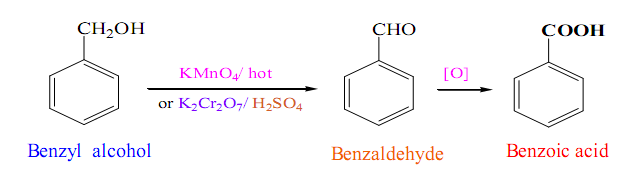 CH₂OH
CHO
COOH
KMnO₄/ hot
[O]
or K₂Cr₂O₇/ H₂SO₄
Benzyl alcohol
Benzaldehyde
Benzoic acid